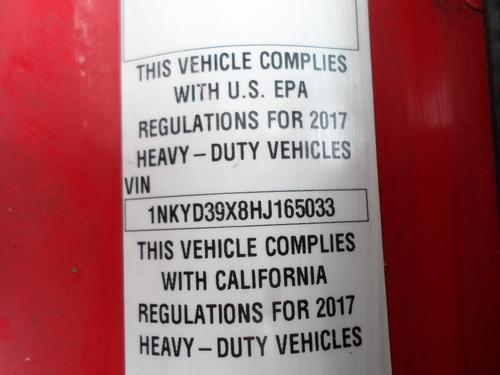 THIS VEHICLE COMPLIES
WITH U.S. EPA
REGULATIONS FOR 2017
HEAVY – DUTY VEHICLES
VIN
1NKYD39X8HJ165033
THIS VEHICLE COMPLIES
WITH CALIFORNIA
REGULATIONS FOR 2017
HEAVY – DUTY VEHICLES